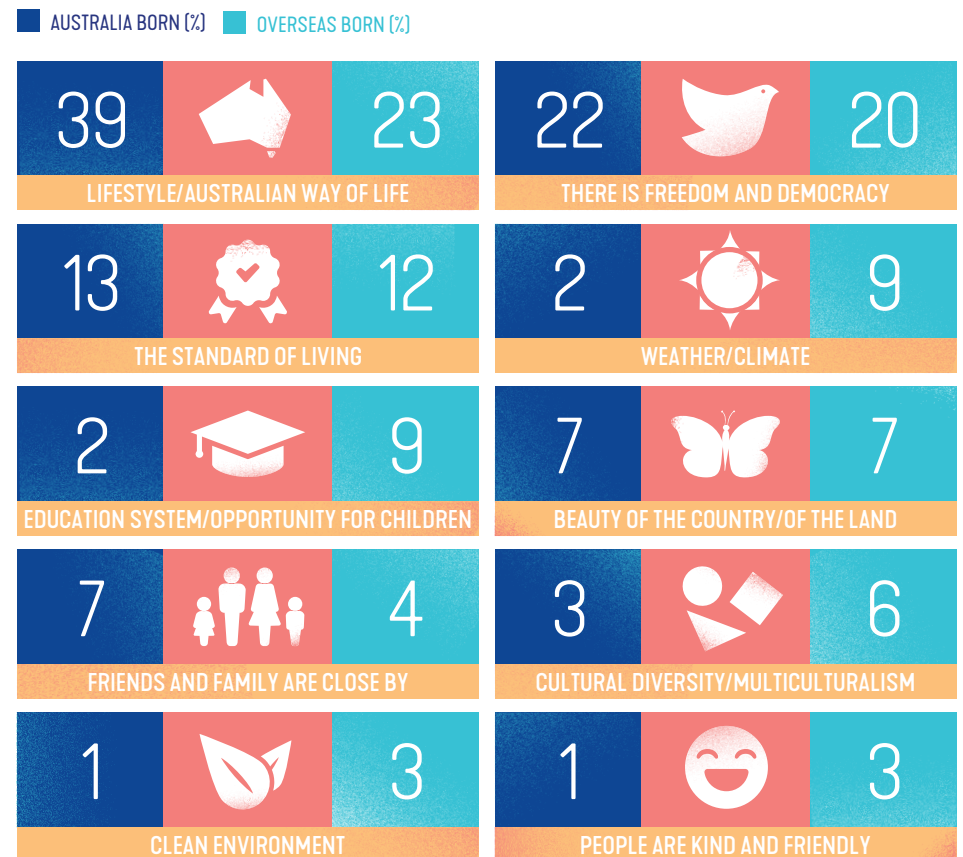 AUSTRALIA BORN (%) OVERSEAS BORN (%)
39 23
LIFESTYLE/AUSTRALIAN WAY OF LIFE
22 20
THERE IS FREEDOM AND DEMOCRACY
13 12
THE STANDARD OF LIVING
2 9
WEATHER/CLIMATE
2 9
EDUCATION SYSTEM/OPPORTUNITY FOR CHILDREN
7 7
BEAUTY OF THE COUNTRY/OF THE LAND
7 4
FRIENDS AND FAMILY ARE CLOSE BY
3 6
CULTURAL DIVERSITY/MULTICULTURALISM
1 3
CLEAN ENVIRONMENT
1 3
PEOPLE ARE KIND AND FRIENDLY